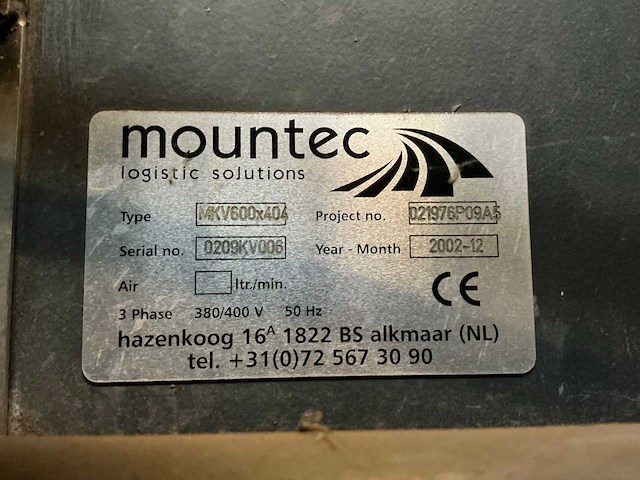 mountec
logistic solutions
Type MKV600x404 Project no. 021976P09A5
Serial no. 0209KV006 Year - Month 2002-12
Air ltr./min. CE
3 Phase 380/400 V 50 Hz
hazenkoog 16A 1822 BS alkmaar (NL)
tel. +31(0)72 567 30 90